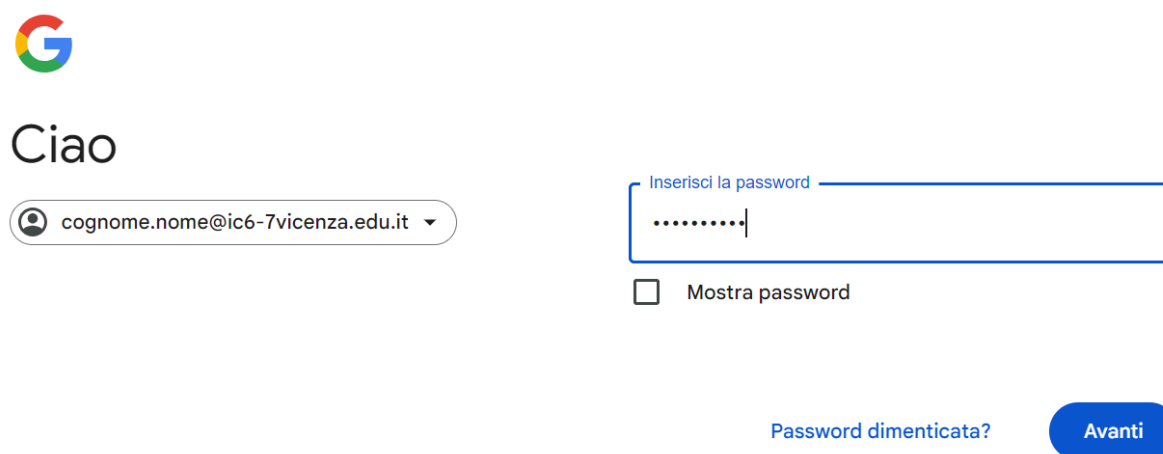 Ciao
cognome.nome@ic6-7vicenza.edu.it
Inserisci la password
••••••••••
Mostra password
Password dimenticata?
Avanti